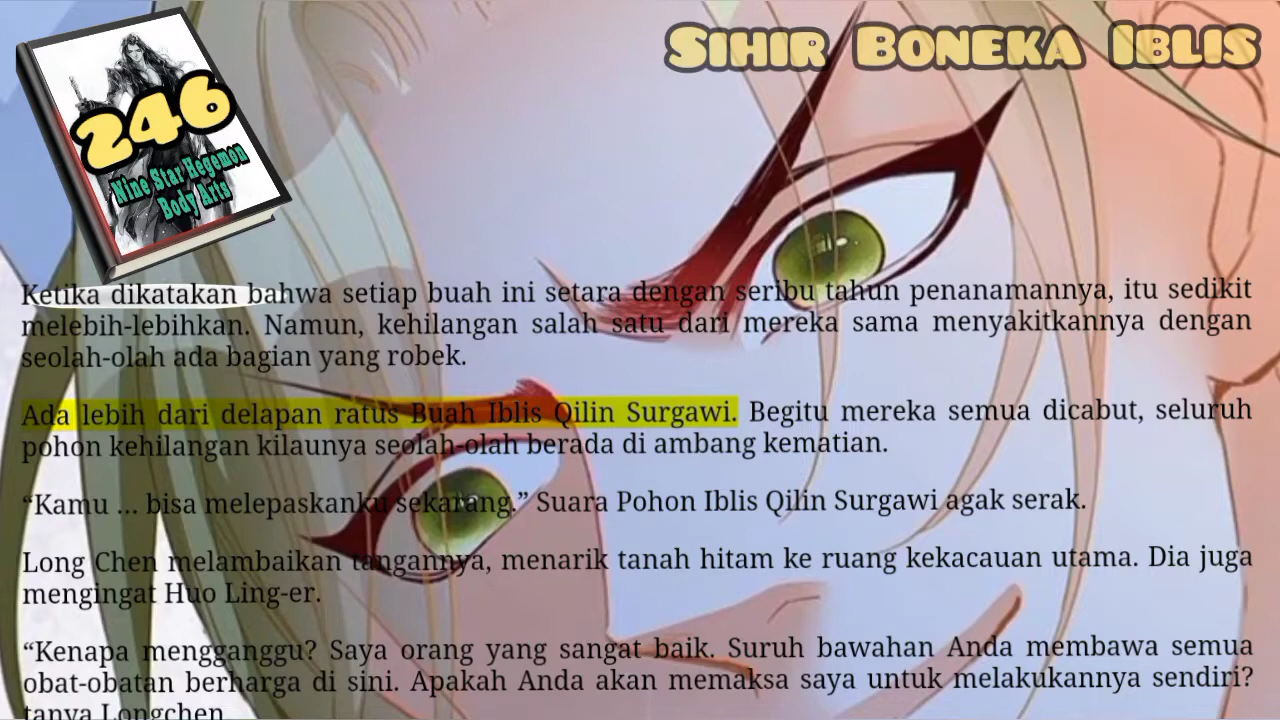 Sihir Boneka Iblis
246
Nine Star Hegemon
Body Arts
Ketika dikatakan bahwa setiap buah ini setara dengan seribu tahun penanamannya, itu sedikit
melebih-lebihkan. Namun, kehilangan salah satu dari mereka sama menyakitkannya dengan
seolah-olah ada bagian yang robek.
Ada lebih dari delapan ratus Buah Iblis Qilin Surgawi. Begitu mereka semua dicabut, seluruh
pohon kehilangan kilaunya seolah-olah berada di ambang kematian.
“Kamu ... bisa melepaskanku sekarang.” Suara Pohon Iblis Qilin Surgawi agak serak.
Long Chen melambaikan tangannya, menarik tanah hitam ke ruang kekacauan utama. Dia juga
mengingat Huo Ling-er.
“Kenapa mengganggu? Saya orang yang sangat baik. Suruh bawahan Anda membawa semua
obat-obatan berharga di sini. Apakah Anda akan memaksa saya untuk melakukannya sendiri?
tanya Longchen